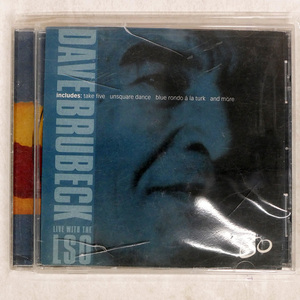 DAVE BRUBECK
LIVE WITH THE
LSO
includes: take five unsquare dance blue rondo à la turk and more
LSO